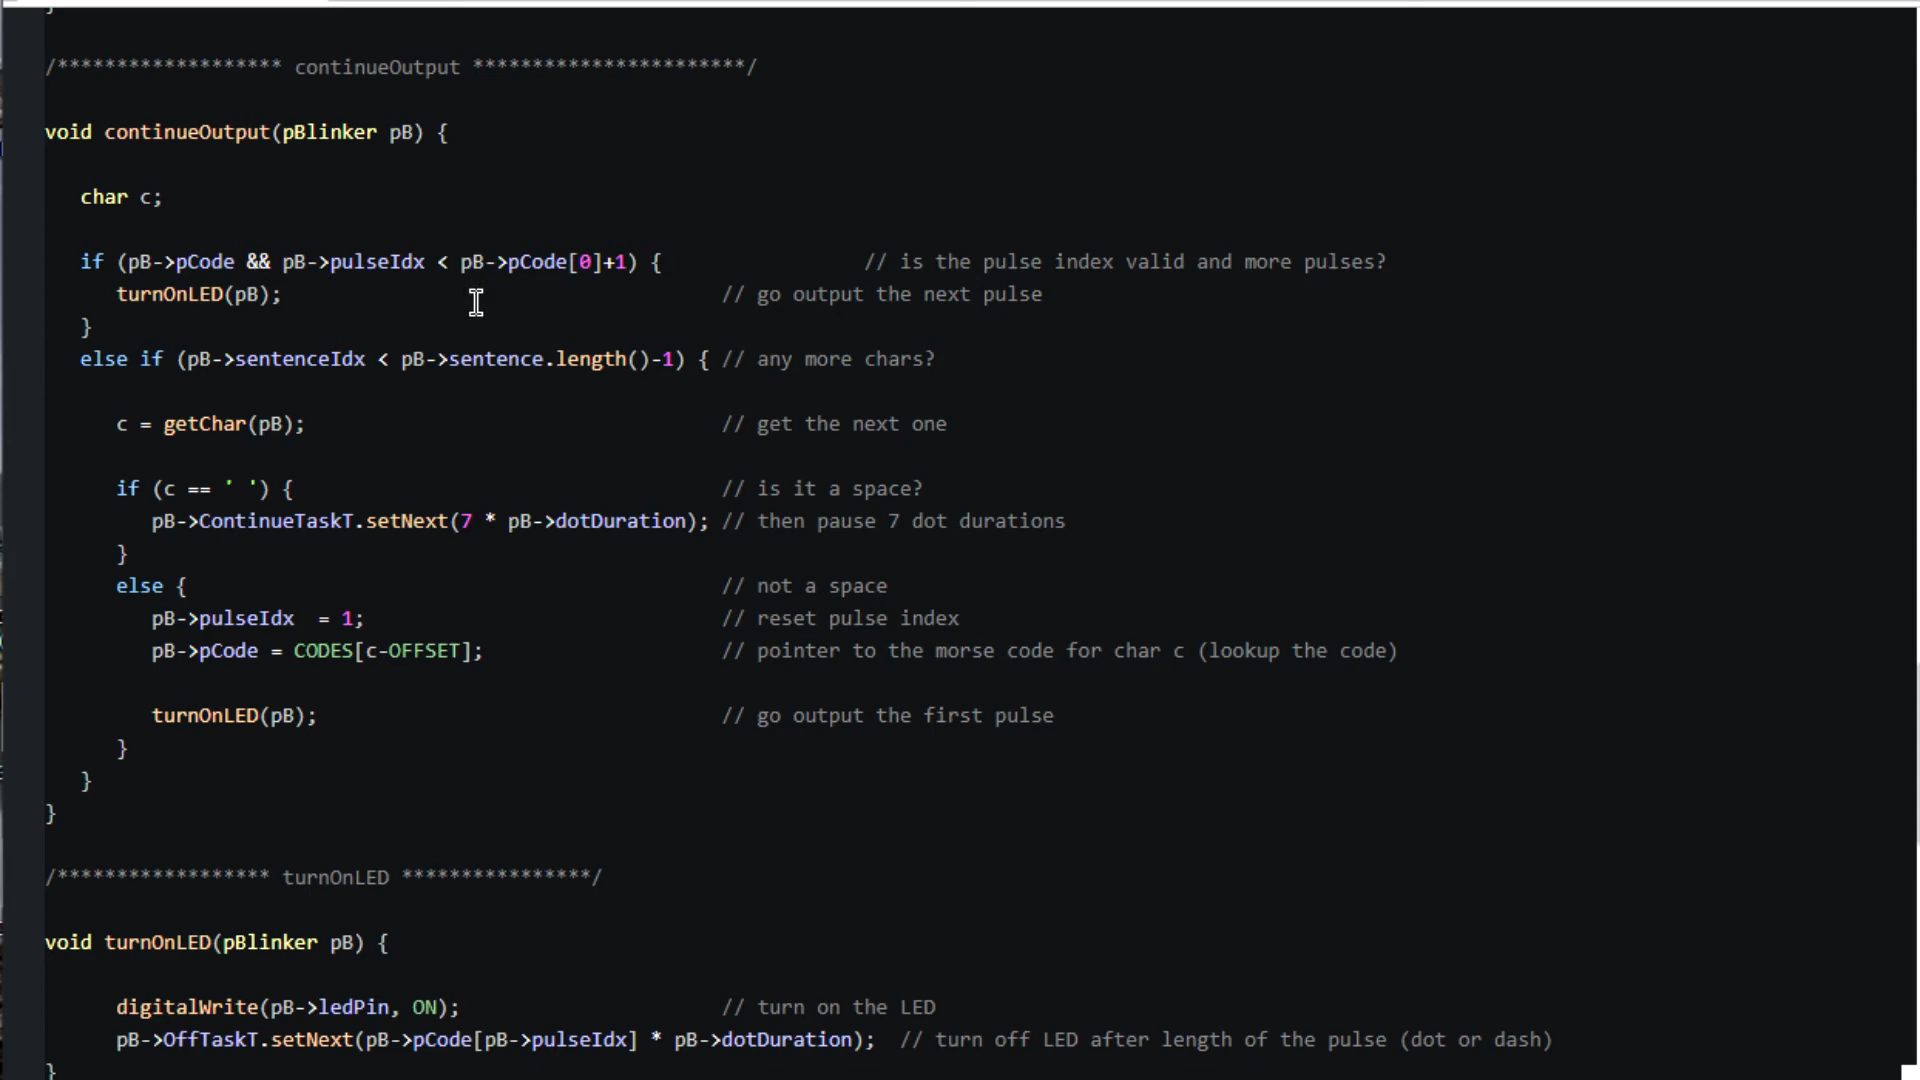 }
/******************* continueOutput ***********************/
void continueOutput(pBlinker pB) {
char c;
if (pB->pCode && pB->pulseIdx < pB->pCode[0]+1) { // is the pulse index valid and more pulses?
turnOnLED(pB); // go output the next pulse
}
else if (pB->sentenceIdx < pB->sentence.length()-1) { // any more chars?
c = getChar(pB); // get the next one
if (c == ' ') { // is it a space?
pB->ContinueTaskT.setNext(7 * pB->dotDuration); // then pause 7 dot durations
}
else { // not a space
pB->pulseIdx  = 1; // reset pulse index
pB->pCode = CODES[c-OFFSET]; // pointer to the morse code for char c (lookup the code)
turnOnLED(pB); // go output the first pulse
}
}
}
/****************** turnOnLED ****************/
void turnOnLED(pBlinker pB) {
digitalWrite(pB->ledPin, ON); // turn on the LED
pB->OffTaskT.setNext(pB->pCode[pB->pulseIdx] * pB->dotDuration); // turn off LED after length of the pulse (dot or dash)
}